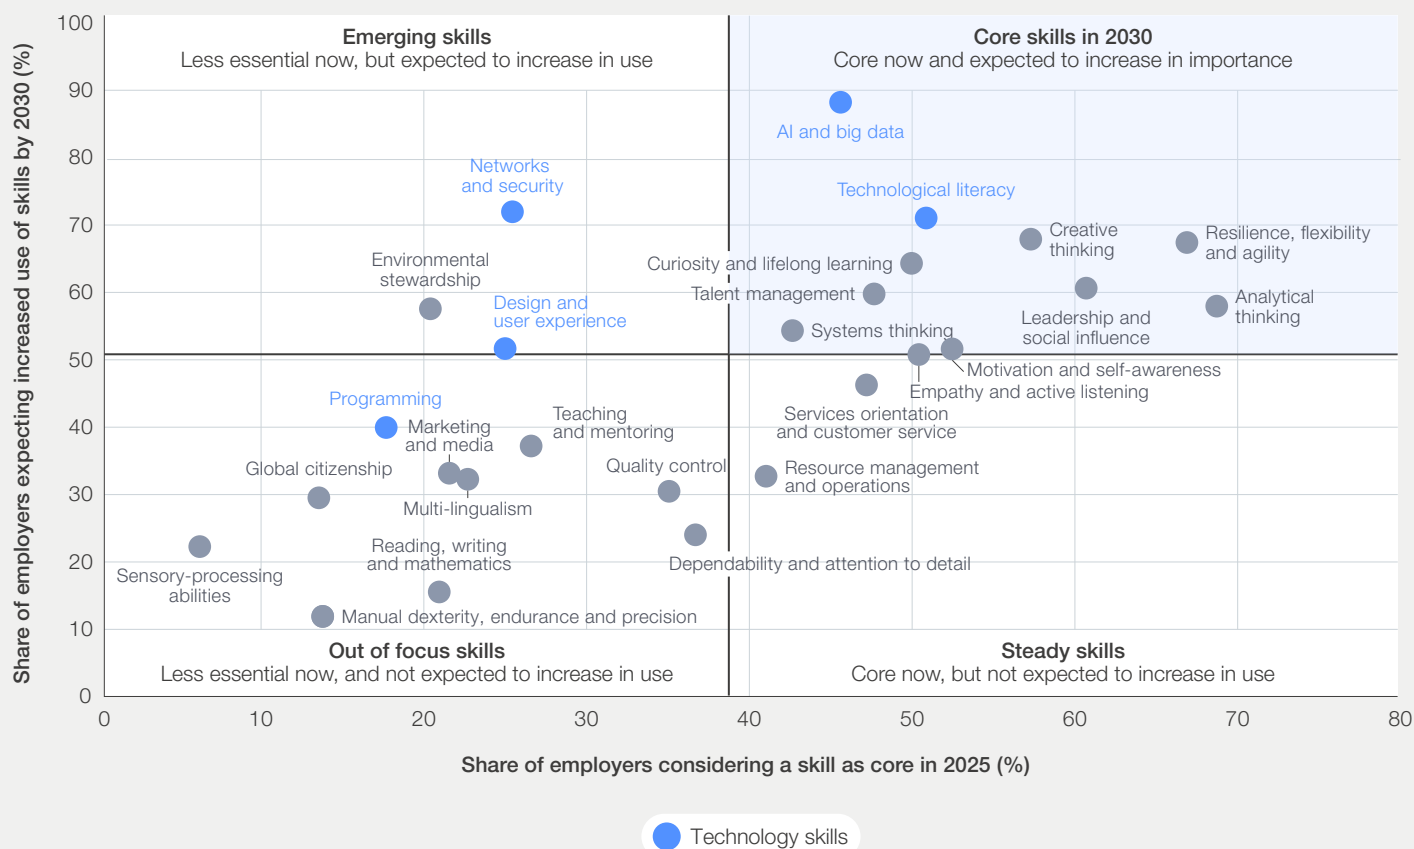 Share of employers expecting increased use of skills by 2030 (%)
100
90
80
70
60
50
40
30
20
10
0
Emerging skills
Less essential now, but expected to increase in use
Core skills in 2030
Core now and expected to increase in importance
AI and big data
Networks
and security
Technological literacy
Creative
thinking
Resilience, flexibility
and agility
Environmental
stewardship
Curiosity and lifelong learning
Talent management
Design and
user experience
Systems thinking
Leadership and
social influence
Analytical
thinking
Motivation and self-awareness
Empathy and active listening
Programming
Marketing
and media
Teaching
and mentoring
Services orientation
and customer service
Global citizenship
Quality control
Resource management
and operations
Multi-lingualism
Reading, writing
and mathematics
Dependability and attention to detail
Sensory-processing
abilities
Manual dexterity, endurance and precision
Out of focus skills
Less essential now, and not expected to increase in use
Steady skills
Core now, but not expected to increase in use
0
10
20
30
40
50
60
70
80
Share of employers considering a skill as core in 2025 (%)
Technology skills